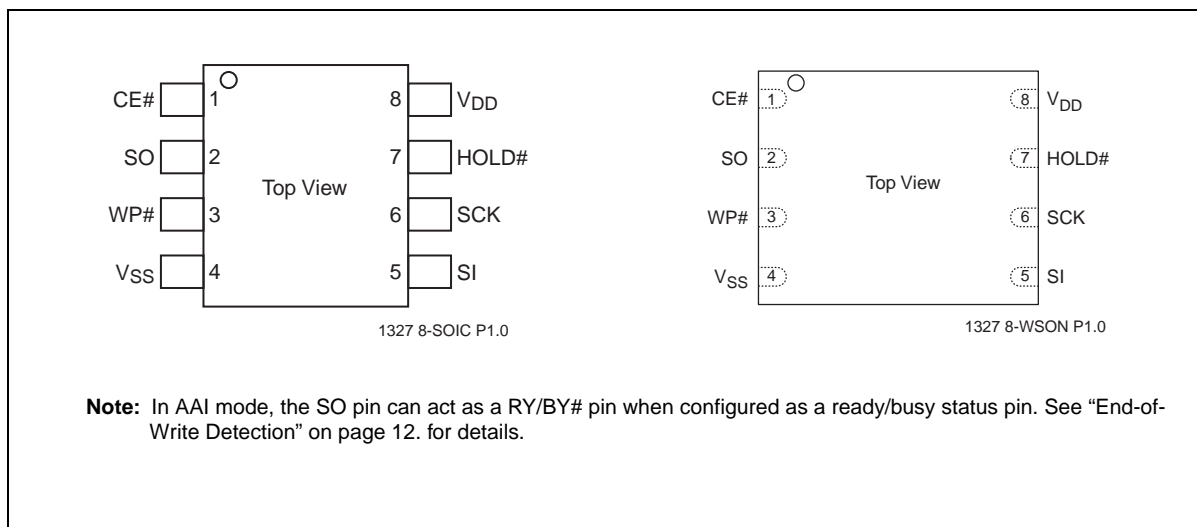 CE# 1 8 VDD
SO 2 7 HOLD#
Top View
WP# 3 6 SCK
VSS 4 5 SI
1327 8-SOIC P1.0
CE# 1 8 VDD
SO 2 7 HOLD#
Top View
WP# 3 6 SCK
VSS 4 5 SI
1327 8-WSON P1.0
Note: In AAI mode, the SO pin can act as a RY/BY# pin when configured as a ready/busy status pin. See “End-of-
Write Detection” on page 12. for details.